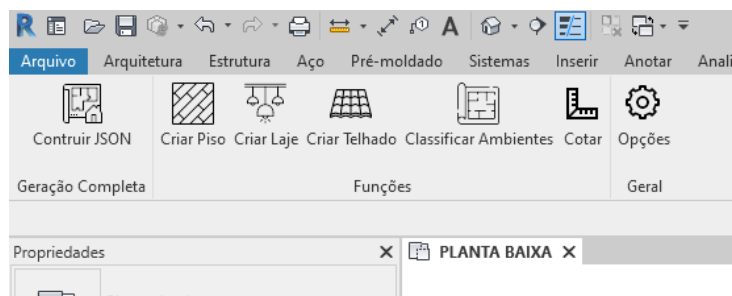 R A
Arquivo Arquitetura Estrutura Aço Pré-moldado Sistemas Inserir Anotar Anali
Contruir JSON Criar Piso Criar Laje Criar Telhado Classificar Ambientes Cotar Opções
Geração Completa Funções Geral
Propriedades PLANTA BAIXA